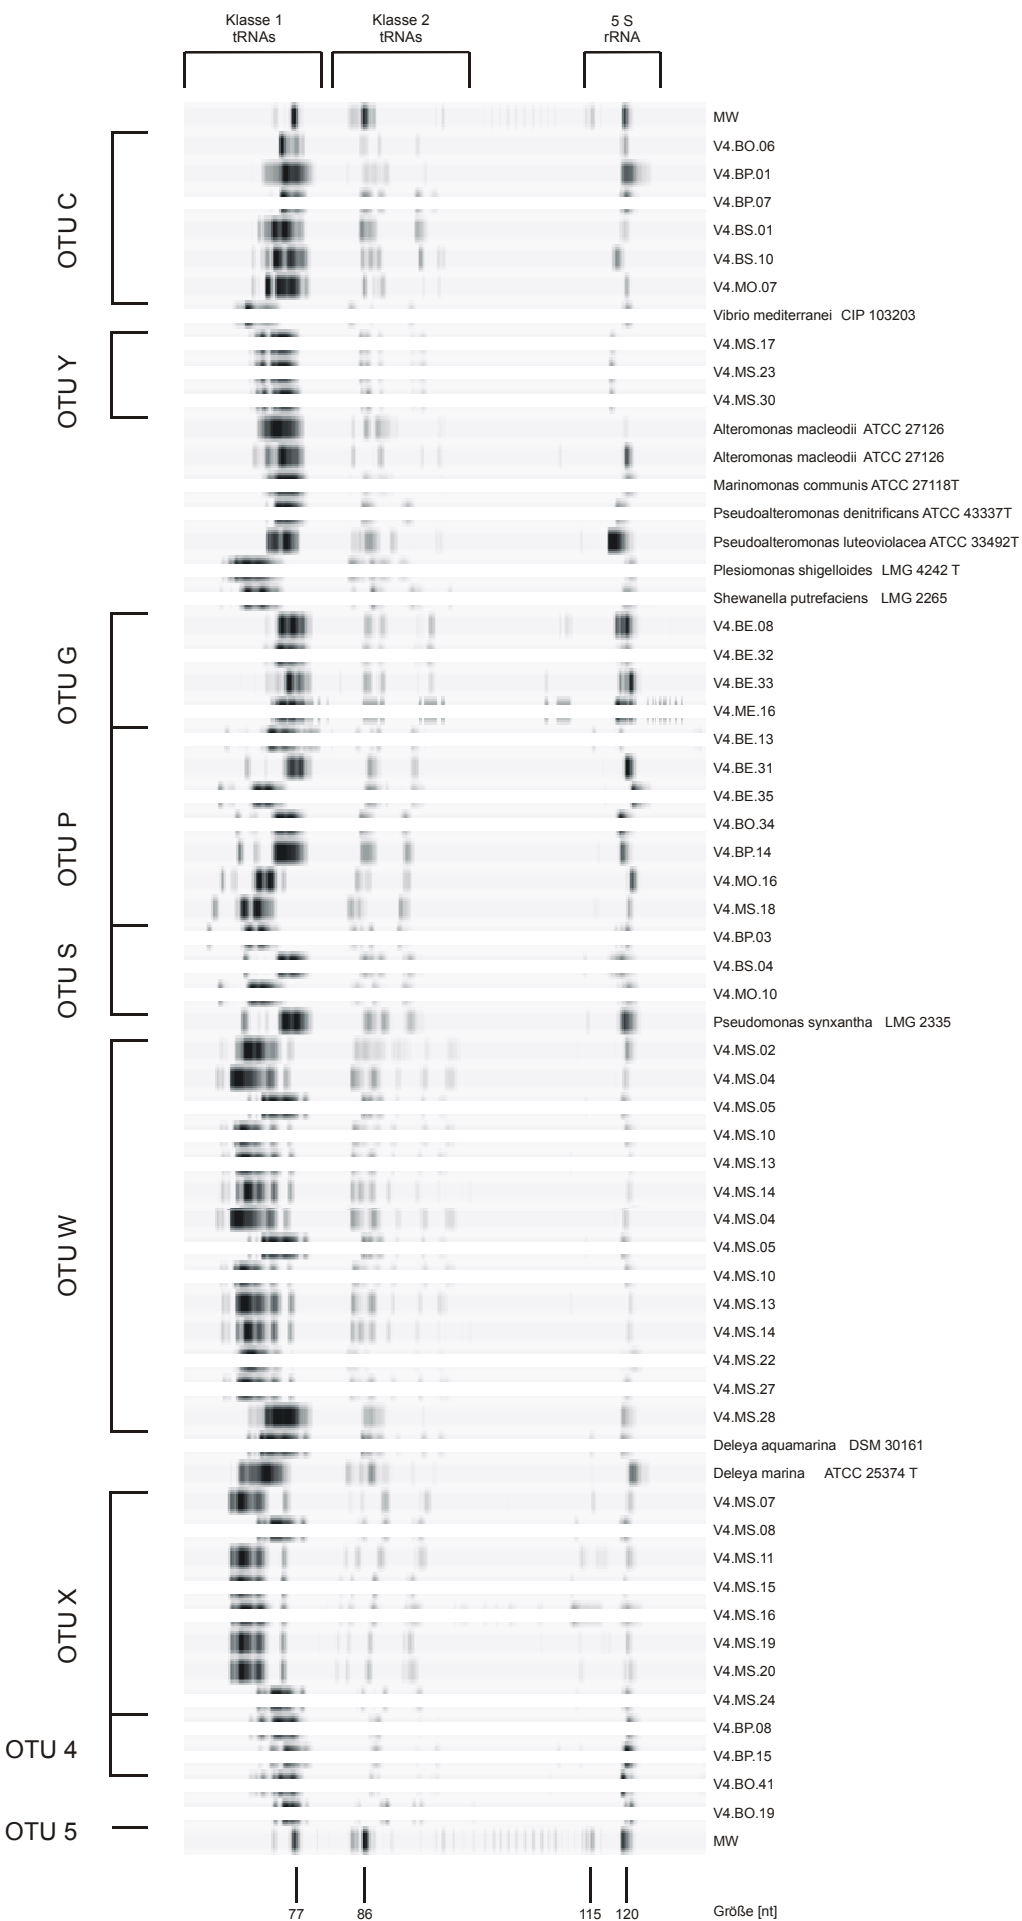 Klasse 1
tRNAs
Klasse 2
tRNAs
5 S
rRNA
MW
OTU C
V4.BO.06
V4.BP.01
V4.BP.07
V4.BS.01
V4.BS.10
V4.MO.07
Vibrio mediterranei CIP 103203
OTU Y
V4.MS.17
V4.MS.23
V4.MS.30
Alteromonas macleodii ATCC 27126
Alteromonas macleodii ATCC 27126
Marinomonas communis ATCC 27118T
Pseudoalteromonas denitrificans ATCC 43337T
Pseudoalteromonas luteoviolacea ATCC 33492T
Plesiomonas shigelloides LMG 4242 T
Shewanella putrefaciens LMG 2265
OTU G
V4.BE.08
V4.BE.32
V4.BE.33
V4.ME.16
OTU P
V4.BE.13
V4.BE.31
V4.BE.35
V4.BO.34
V4.BP.14
V4.MO.16
V4.MS.18
OTU S
V4.BP.03
V4.BS.04
V4.MO.10
Pseudomonas synxantha LMG 2335
OTU W
V4.MS.02
V4.MS.04
V4.MS.05
V4.MS.10
V4.MS.13
V4.MS.14
V4.MS.04
V4.MS.05
V4.MS.10
V4.MS.13
V4.MS.14
V4.MS.22
V4.MS.27
V4.MS.28
Deleya aquamarina DSM 30161
Deleya marina ATCC 25374 T
OTU X
V4.MS.07
V4.MS.08
V4.MS.11
V4.MS.15
V4.MS.16
V4.MS.19
V4.MS.20
V4.MS.24
OTU 4
V4.BP.08
V4.BP.15
V4.BO.41
V4.BO.19
OTU 5
MW
77 86 115 120 Größe [nt]